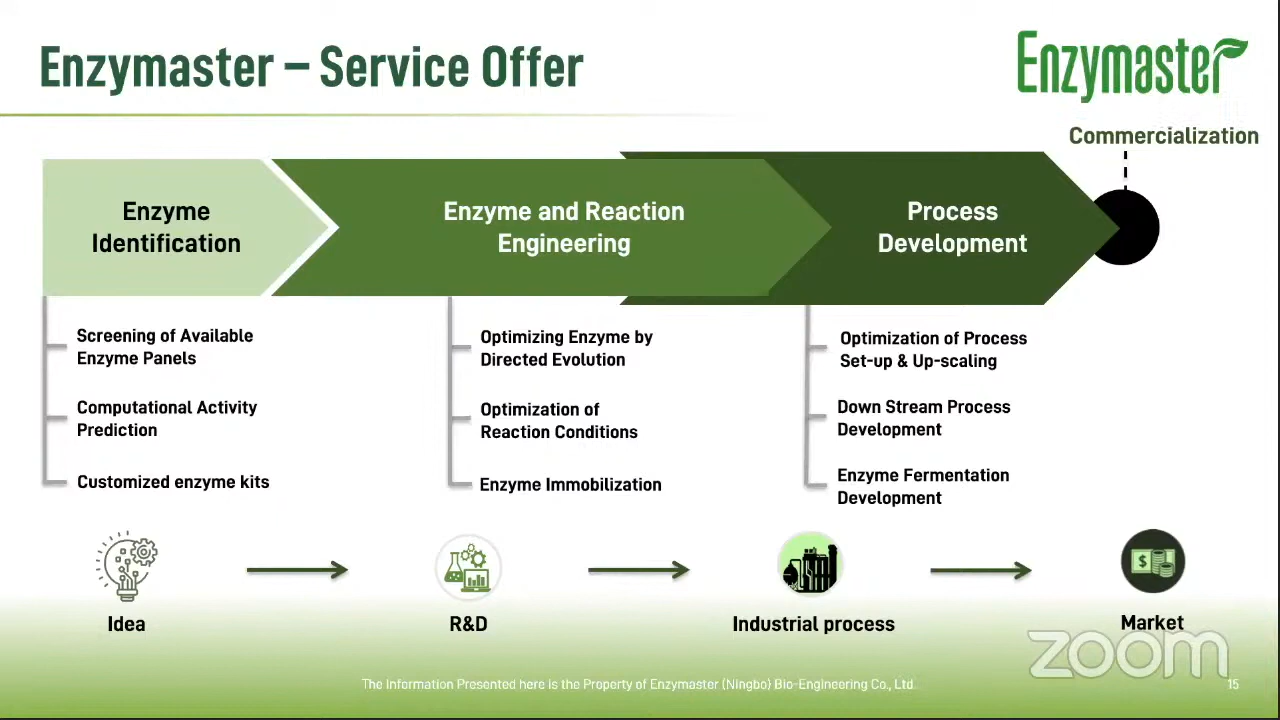 Enzymaster – Service Offer
Enzymaster
Commercialization
Enzyme
Identification
Enzyme and Reaction
Engineering
Process
Development
Screening of Available
Enzyme Panels
Computational Activity
Prediction
Customized enzyme kits
Optimizing Enzyme by
Directed Evolution
Optimization of
Reaction Conditions
Enzyme Immobilization
Optimization of Process
Set-up & Up-scaling
Down Stream Process
Development
Enzyme Fermentation
Development
$
Idea
R&D
Industrial process
Market
zoom
The Information Presented here is the Property of Enzymaster (Ningbo) Bio-Engineering Co., Ltd.
15